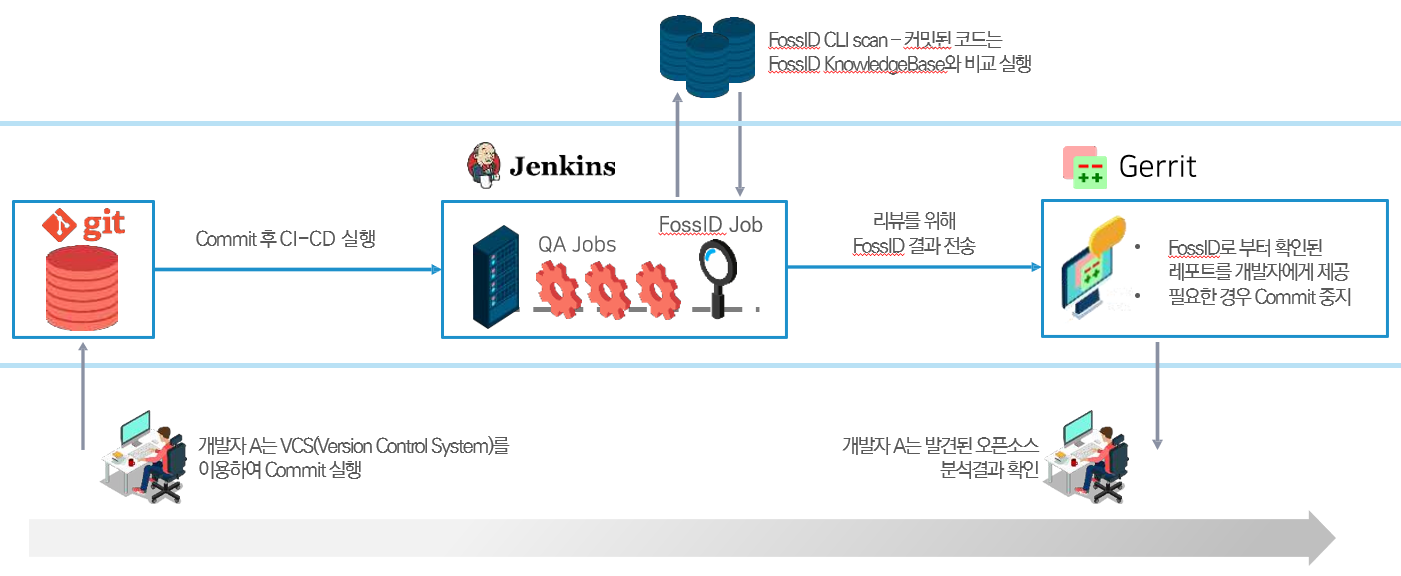 FossID CLI scan – 커밋된 코드는
FossID KnowledgeBase와 비교 실행
Jenkins
Gerrit
git
Commit 후 CI-CD 실행
QA Jobs
FossID Job
리뷰를 위해
FossID 결과 전송
• FossID로 부터 확인된
레포트를 개발자에게 제공
• 필요한 경우 Commit 중지
개발자 A는 VCS(Version Control System)를
이용하여 Commit 실행
개발자 A는 발견된 오픈소스
분석결과 확인